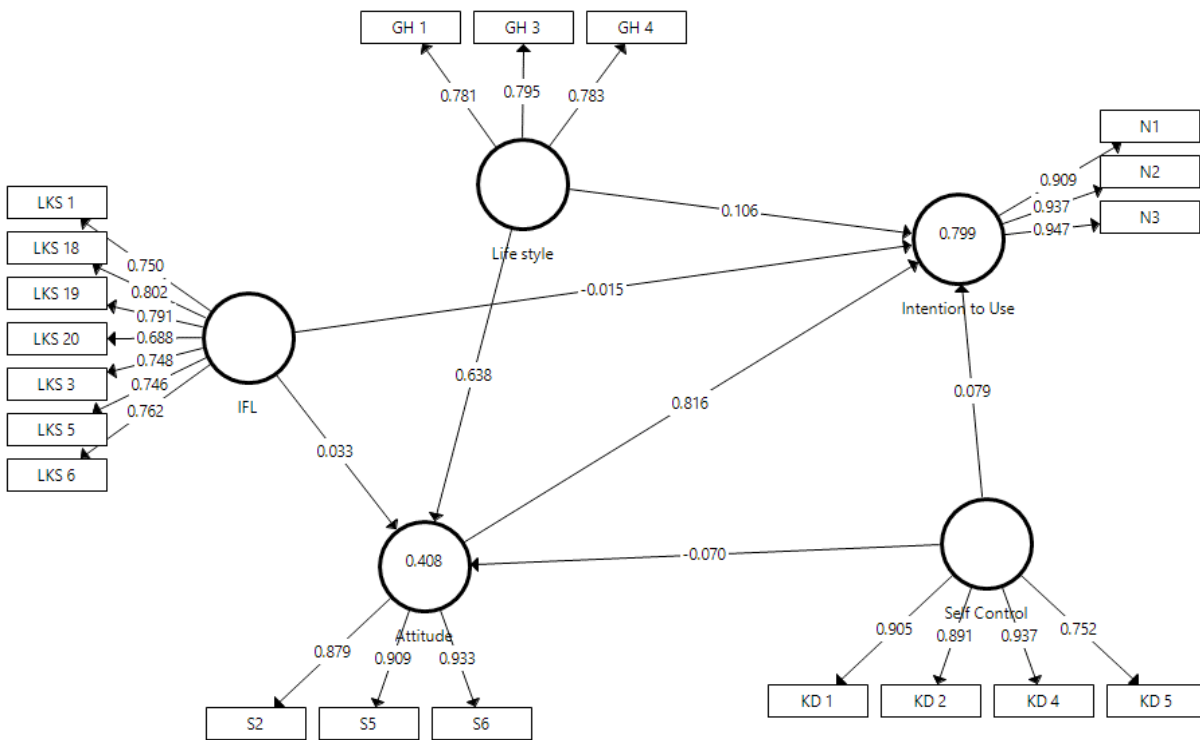 GH 1
GH 3
GH 4
0.781
0.795
0.783
Life style
N1
N2
N3
0.909
0.937
0.947
0.799
Intention to Use
LKS 1
LKS 18
LKS 19
LKS 20
LKS 3
LKS 5
LKS 6
0.750
0.802
0.791
0.688
0.748
0.746
0.762
IFL
0.106
-0.015
0.638
0.816
0.079
0.033
-0.070
0.408
Attitude
0.879
0.909
0.933
S2
S5
S6
Self Control
0.905
0.891
0.937
0.752
KD 1
KD 2
KD 4
KD 5